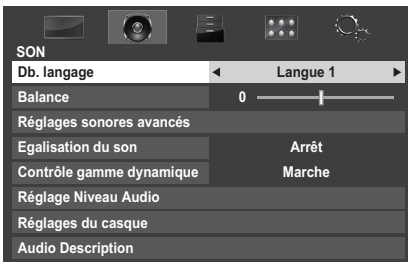 SON
Db. langage Langue 1
Balance 0
Réglages sonores avancés
Egalisation du son Arrêt
Contrôle gamme dynamique Marche
Réglage Niveau Audio
Réglages du casque
Audio Description